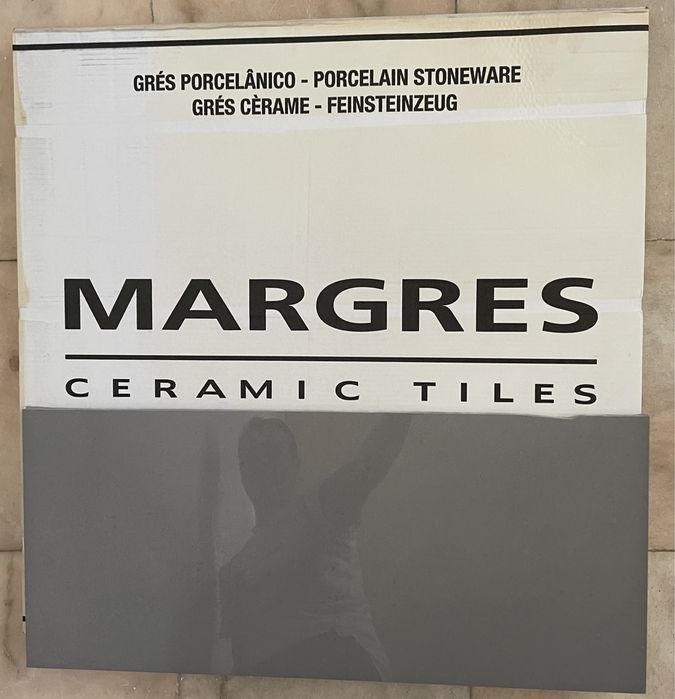 GRÉS PORCELÂNICO - PORCELAIN STONEWARE
GRÉS CÈRAME - FEINSTEINZEUG
MARGRES
CERAMIC TILES